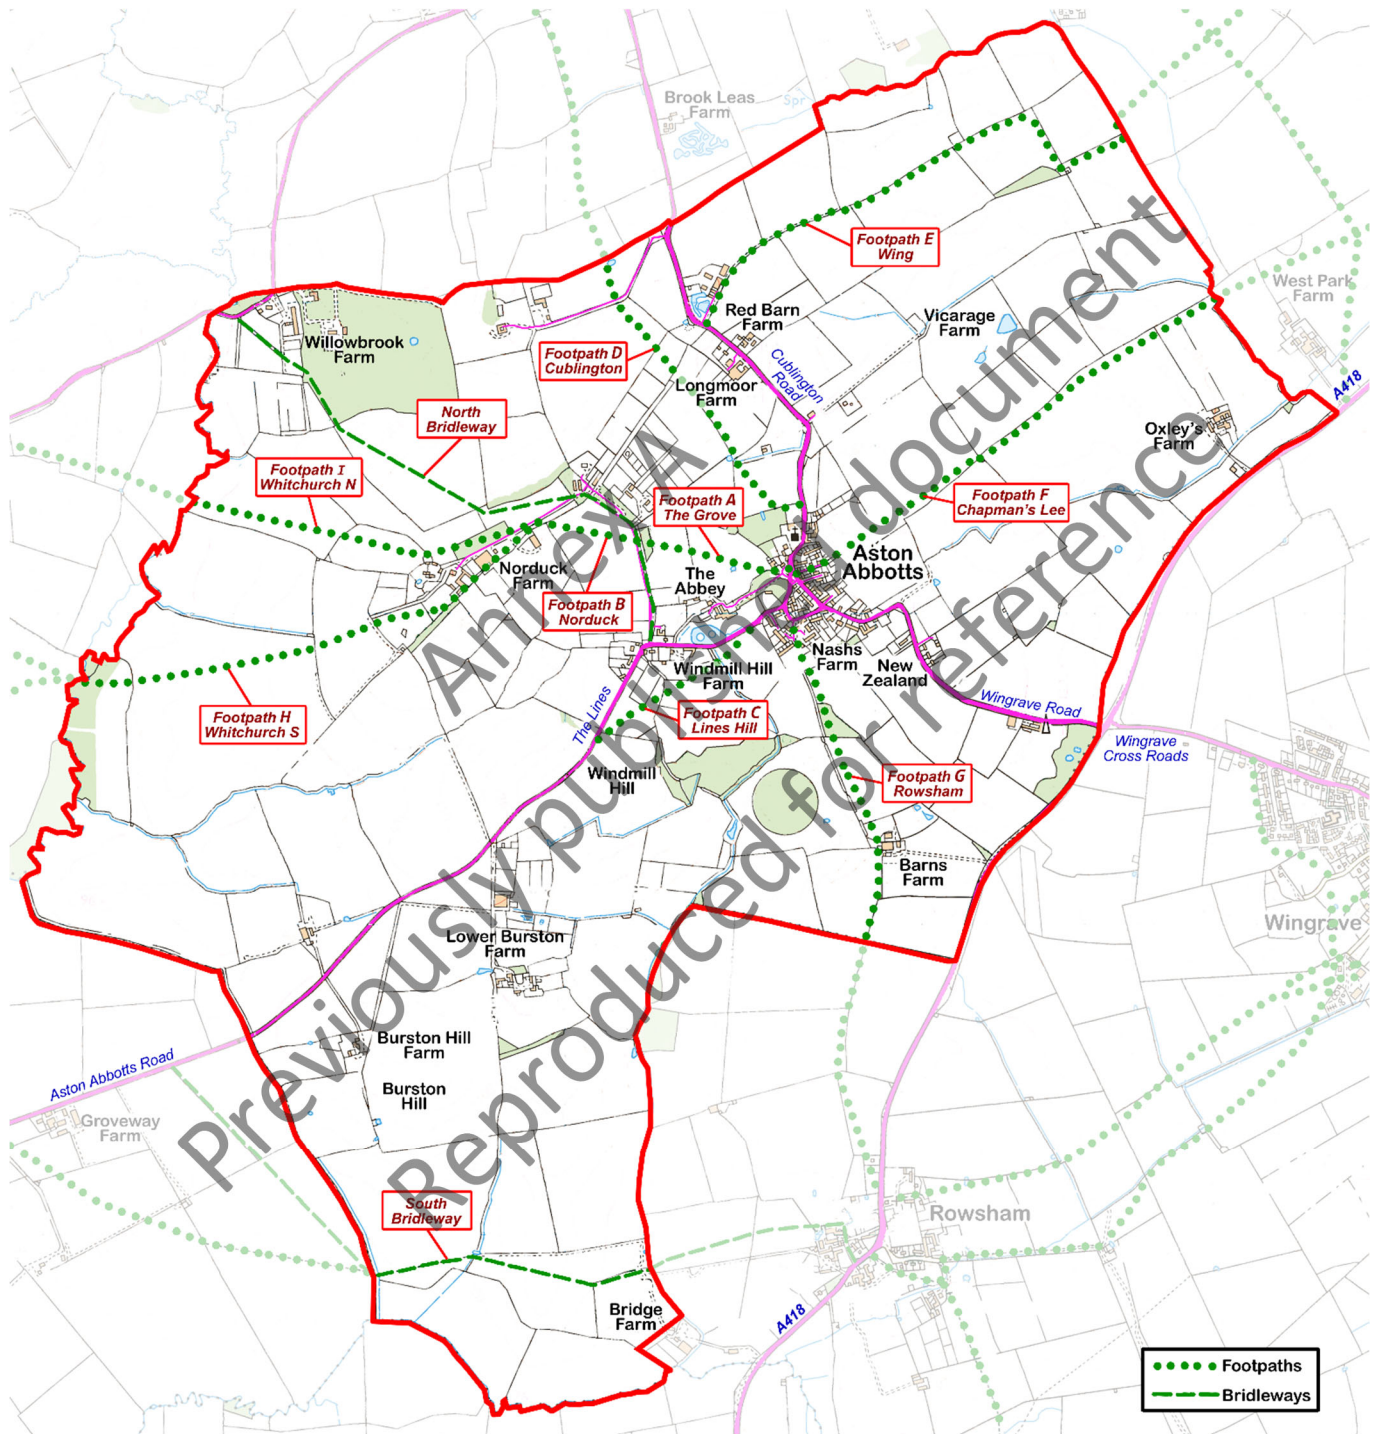 Brook Leas
Farm
Spr
Footpath E
Wing
West Park
Farm
A418
Red Barn
Farm
Vicarage
Farm
Willowbrook
Farm
Footpath D
Cublington
Cublington
Road
Longmoor
Farm
North
Bridleway
Oxley's
Farm
Footpath I
Whitchurch N
Footpath A
The Grove
Footpath F
Chapman's Lee
Aston
Abbotts
Norduck
Farm
The
Abbey
Footpath B
Norduck
Nashs
Farm
New
Zealand
Windmill Hill
Farm
Wingrave Road
Footpath H
Whitchurch S
The Lines
Footpath C
Lines Hill
Wingrave
Cross Roads
Windmill
Hill
Footpath G
Rowsham
Barns
Farm
Wingrave
Lower Burston
Farm
Burston Hill
Farm
Aston Abbotts Road
Burston
Hill
Groveway
Farm
South
Bridleway
Rowsham
Bridge
Farm
A418
Footpaths
Bridleways
Annex A
Previously published document
Reproduced for reference